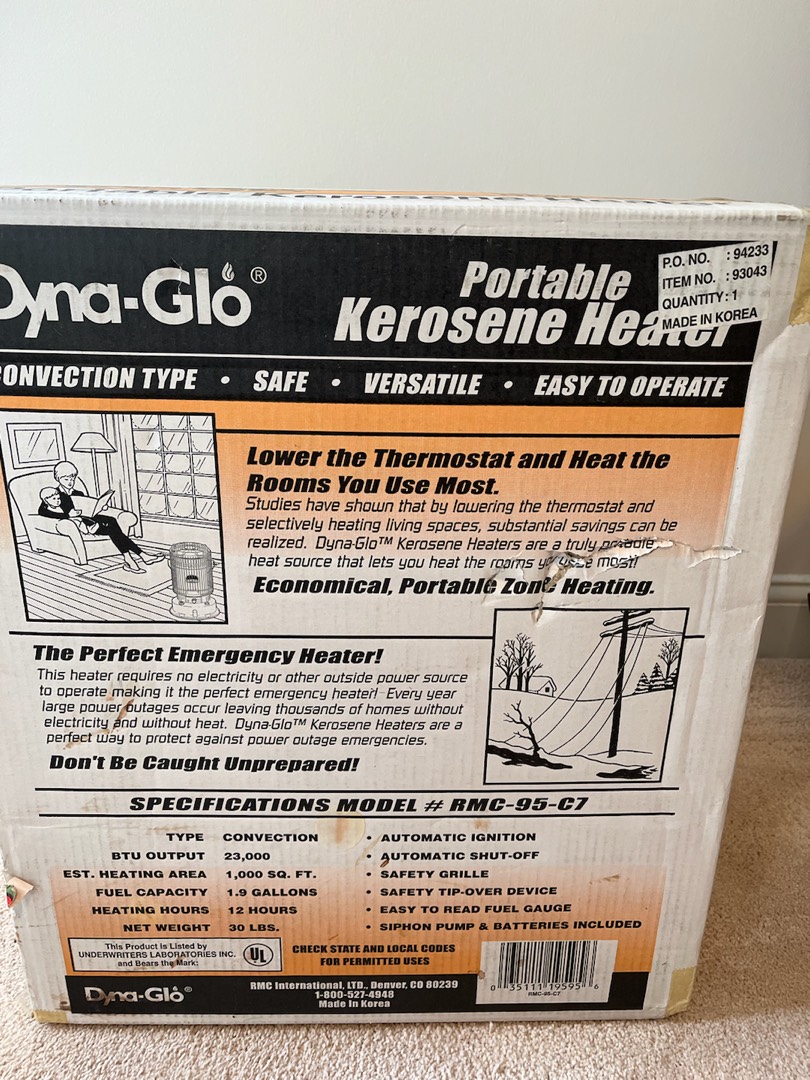 Dyna-Glo®
Portable
Kerosene Heater
P.O. NO. : 94233
ITEM NO. : 93043
QUANTITY: 1
MADE IN KOREA
CONVECTION TYPE • SAFE • VERSATILE • EASY TO OPERATE
Lower the Thermostat and Heat the
Rooms You Use Most.
Studies have shown that by lowering the thermostat and
selectively heating living spaces, substantial savings can be
realized. Dyna-Glo™ Kerosene Heaters are a truly portable
heat source that lets you heat the rooms you use most!
Economical, Portable Zone Heating.
The Perfect Emergency Heater!
This heater requires no electricity or other outside power source
to operate making it the perfect emergency heater! Every year
large power outages occur leaving thousands of homes without
electricity and without heat. Dyna-Glo™ Kerosene Heaters are a
perfect way to protect against power outage emergencies.
Don't Be Caught Unprepared!
SPECIFICATIONS MODEL # RMC-95-C7
TYPE CONVECTION
BTU OUTPUT 23,000
EST. HEATING AREA 1,000 SQ. FT.
FUEL CAPACITY 1.9 GALLONS
HEATING HOURS 12 HOURS
NET WEIGHT 30 LBS.
• AUTOMATIC IGNITION
• AUTOMATIC SHUT-OFF
• SAFETY GRILLE
• SAFETY TIP-OVER DEVICE
• EASY TO READ FUEL GAUGE
• SIPHON PUMP & BATTERIES INCLUDED
This Product is Listed by
UNDERWRITERS LABORATORIES INC.
and Bears the Mark:
UL
CHECK STATE AND LOCAL CODES
FOR PERMITTED USES
Dyna-Glo®
RMC International, LTD., Denver, CO 80239
1-800-527-4948
Made in Korea
0 35111 19595 6
RMC-95-C7